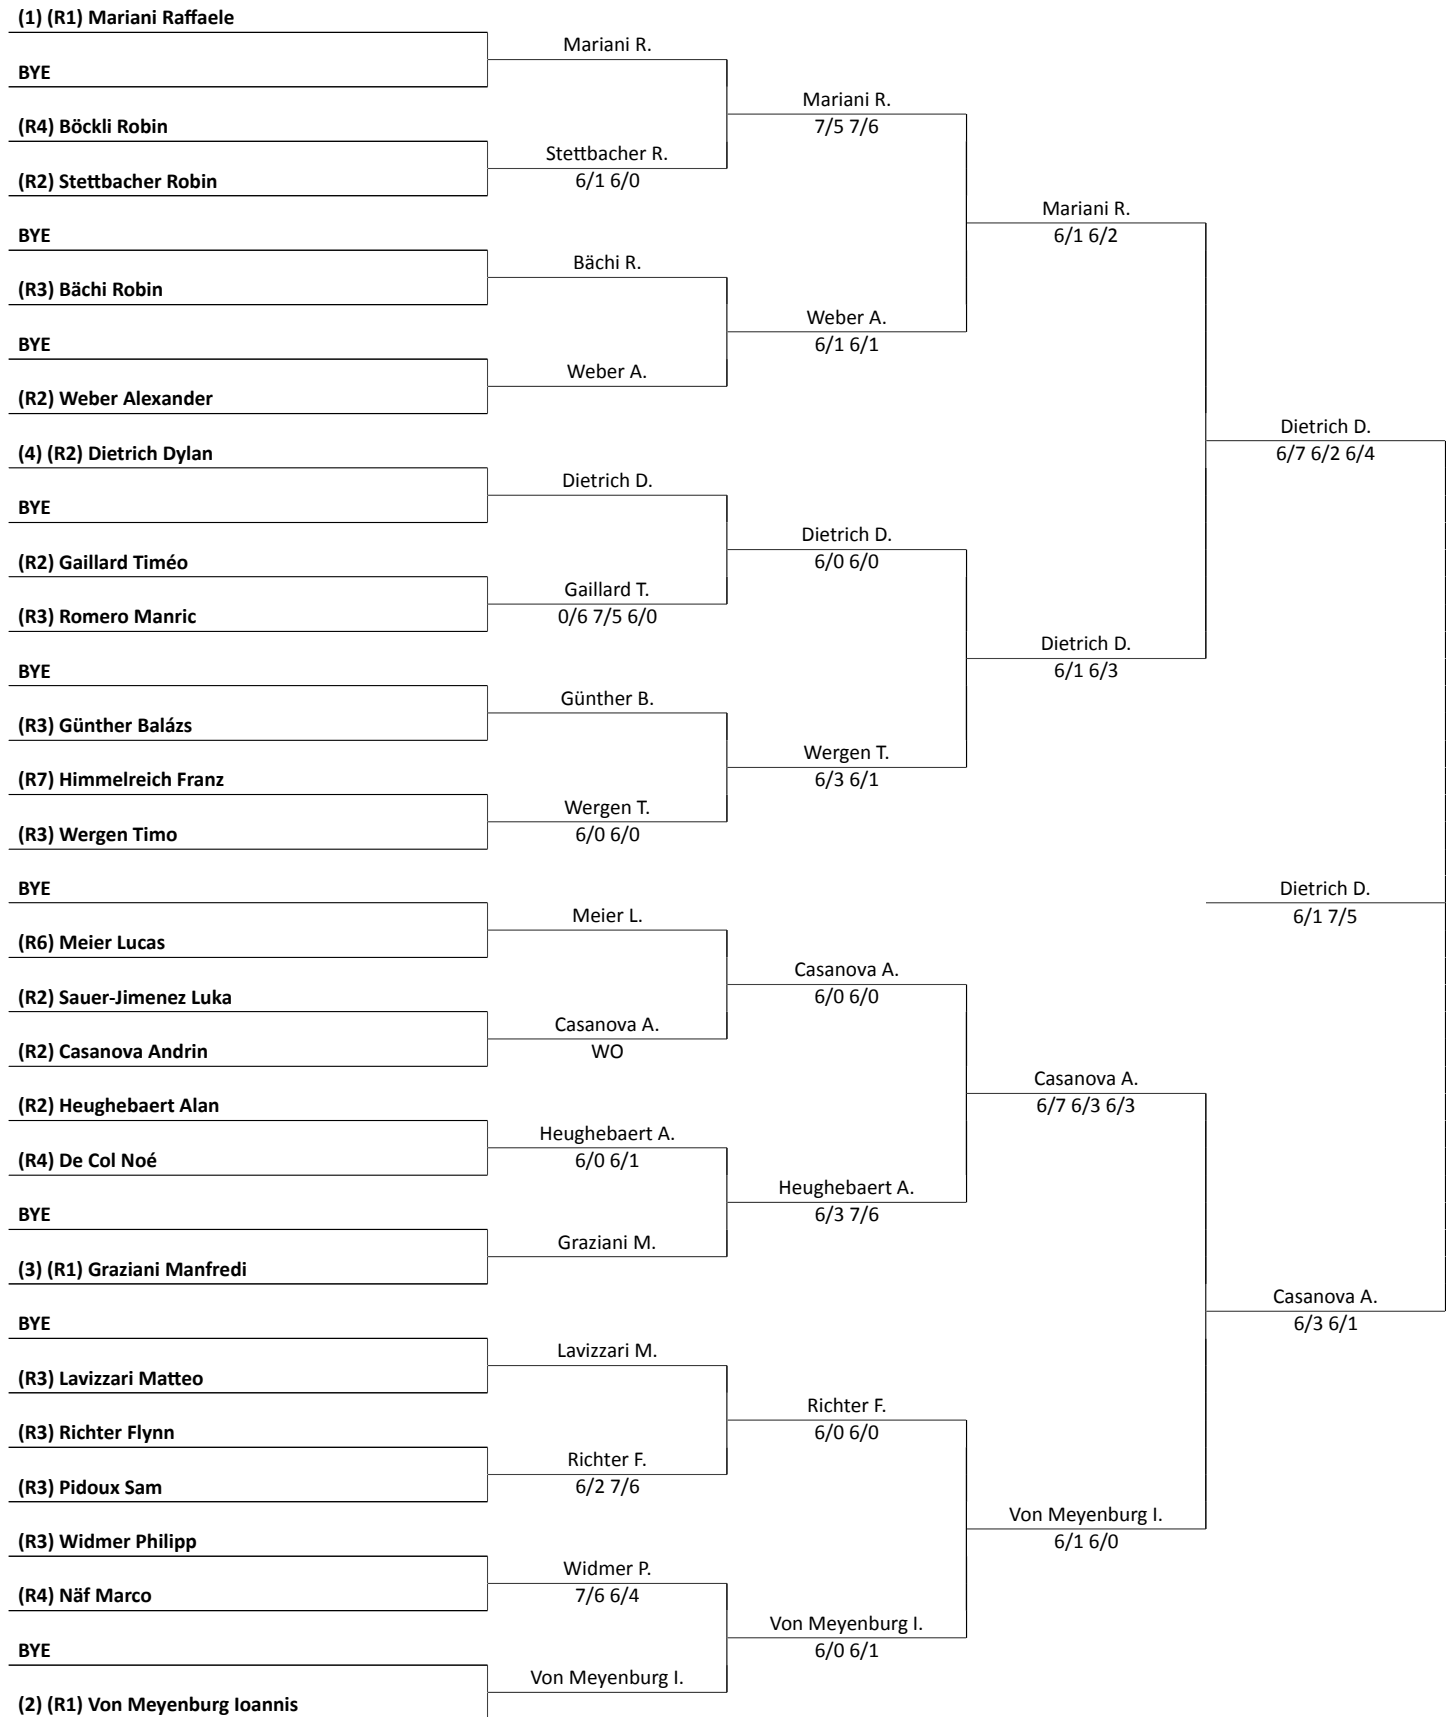 (1) (R1) Mariani Raffaele
BYE
(R4) Böckli Robin
(R2) Stettbacher Robin
BYE
(R3) Bächi Robin
BYE
(R2) Weber Alexander
(4) (R2) Dietrich Dylan
BYE
(R2) Gaillard Timéo
(R3) Romero Manric
BYE
(R3) Günther Balázs
(R7) Himmelreich Franz
(R3) Wergen Timo
BYE
(R6) Meier Lucas
(R2) Sauer-Jimenez Luka
(R2) Casanova Andrin
(R2) Heughebaert Alan
(R4) De Col Noé
BYE
(3) (R1) Graziani Manfredi
BYE
(R3) Lavizzari Matteo
(R3) Richter Flynn
(R3) Pidoux Sam
(R3) Widmer Philipp
(R4) Näf Marco
BYE
(2) (R1) Von Meyenburg Ioannis
Mariani R.
Stettbacher R.
6/1 6/0
Bächi R.
Weber A.
Dietrich D.
Gaillard T.
0/6 7/5 6/0
Günther B.
Wergen T.
6/0 6/0
Meier L.
Casanova A.
WO
Heughebaert A.
6/0 6/1
Graziani M.
Lavizzari M.
Richter F.
6/2 7/6
Widmer P.
7/6 6/4
Von Meyenburg I.
Mariani R.
7/5 7/6
Weber A.
6/1 6/1
Dietrich D.
6/0 6/0
Wergen T.
6/3 6/1
Casanova A.
6/0 6/0
Heughebaert A.
6/3 7/6
Richter F.
6/0 6/0
Von Meyenburg I.
6/0 6/1
Mariani R.
6/1 6/2
Dietrich D.
6/1 6/3
Casanova A.
6/7 6/3 6/3
Von Meyenburg I.
6/1 6/0
Dietrich D.
6/7 6/2 6/4
Dietrich D.
6/1 7/5
Casanova A.
6/3 6/1